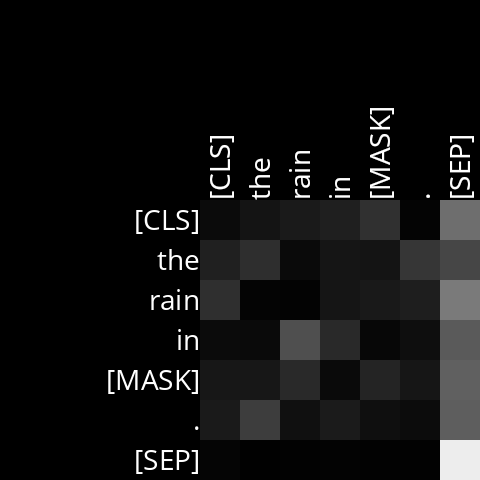 [CLS] the rain in [MASK] . [SEP]
[CLS]
the
rain
in
[MASK]
.
[SEP]